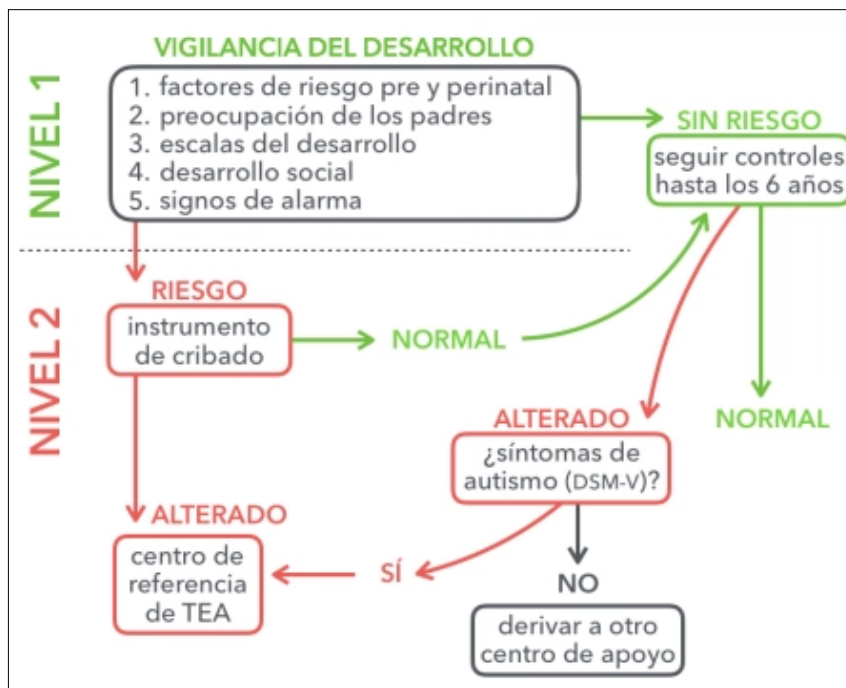 NIVEL 1
VIGILANCIA DEL DESARROLLO
1. factores de riesgo pre y perinatal
2. preocupación de los padres
3. escalas del desarrollo
4. desarrollo social
5. signos de alarma
SIN RIESGO
seguir controles
hasta los 6 años
NIVEL 2
RIESGO
instrumento
de cribado
NORMAL
NORMAL
ALTERADO
¿síntomas de
autismo (DSM-V)?
ALTERADO
centro de
referencia
de TEA
SÍ
NO
derivar a otro
centro de apoyo